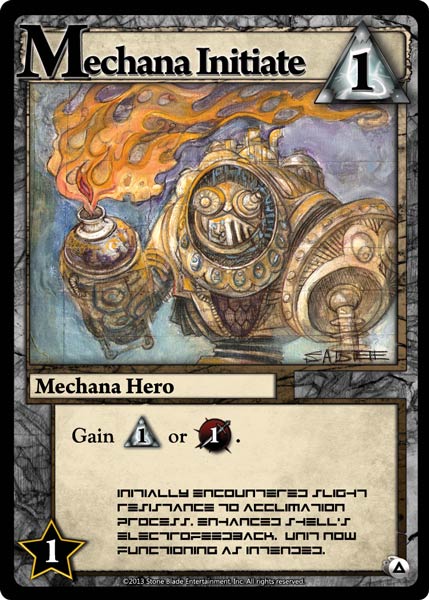 Mechana Initiate
1
SABEE
Mechana Hero
Gain 1 or 1.
INITIALLY ENCOUNTERED SLIGHT
RESISTANCE TO ACCLIMATION
PROCESS. ENHANCED SHELL'S
ELECTROFEEDBACK. UNIT NOW
FUNCTIONING AS INTENDED.
1
©2013 Stone Blade Entertainment, Inc. All rights reserved.